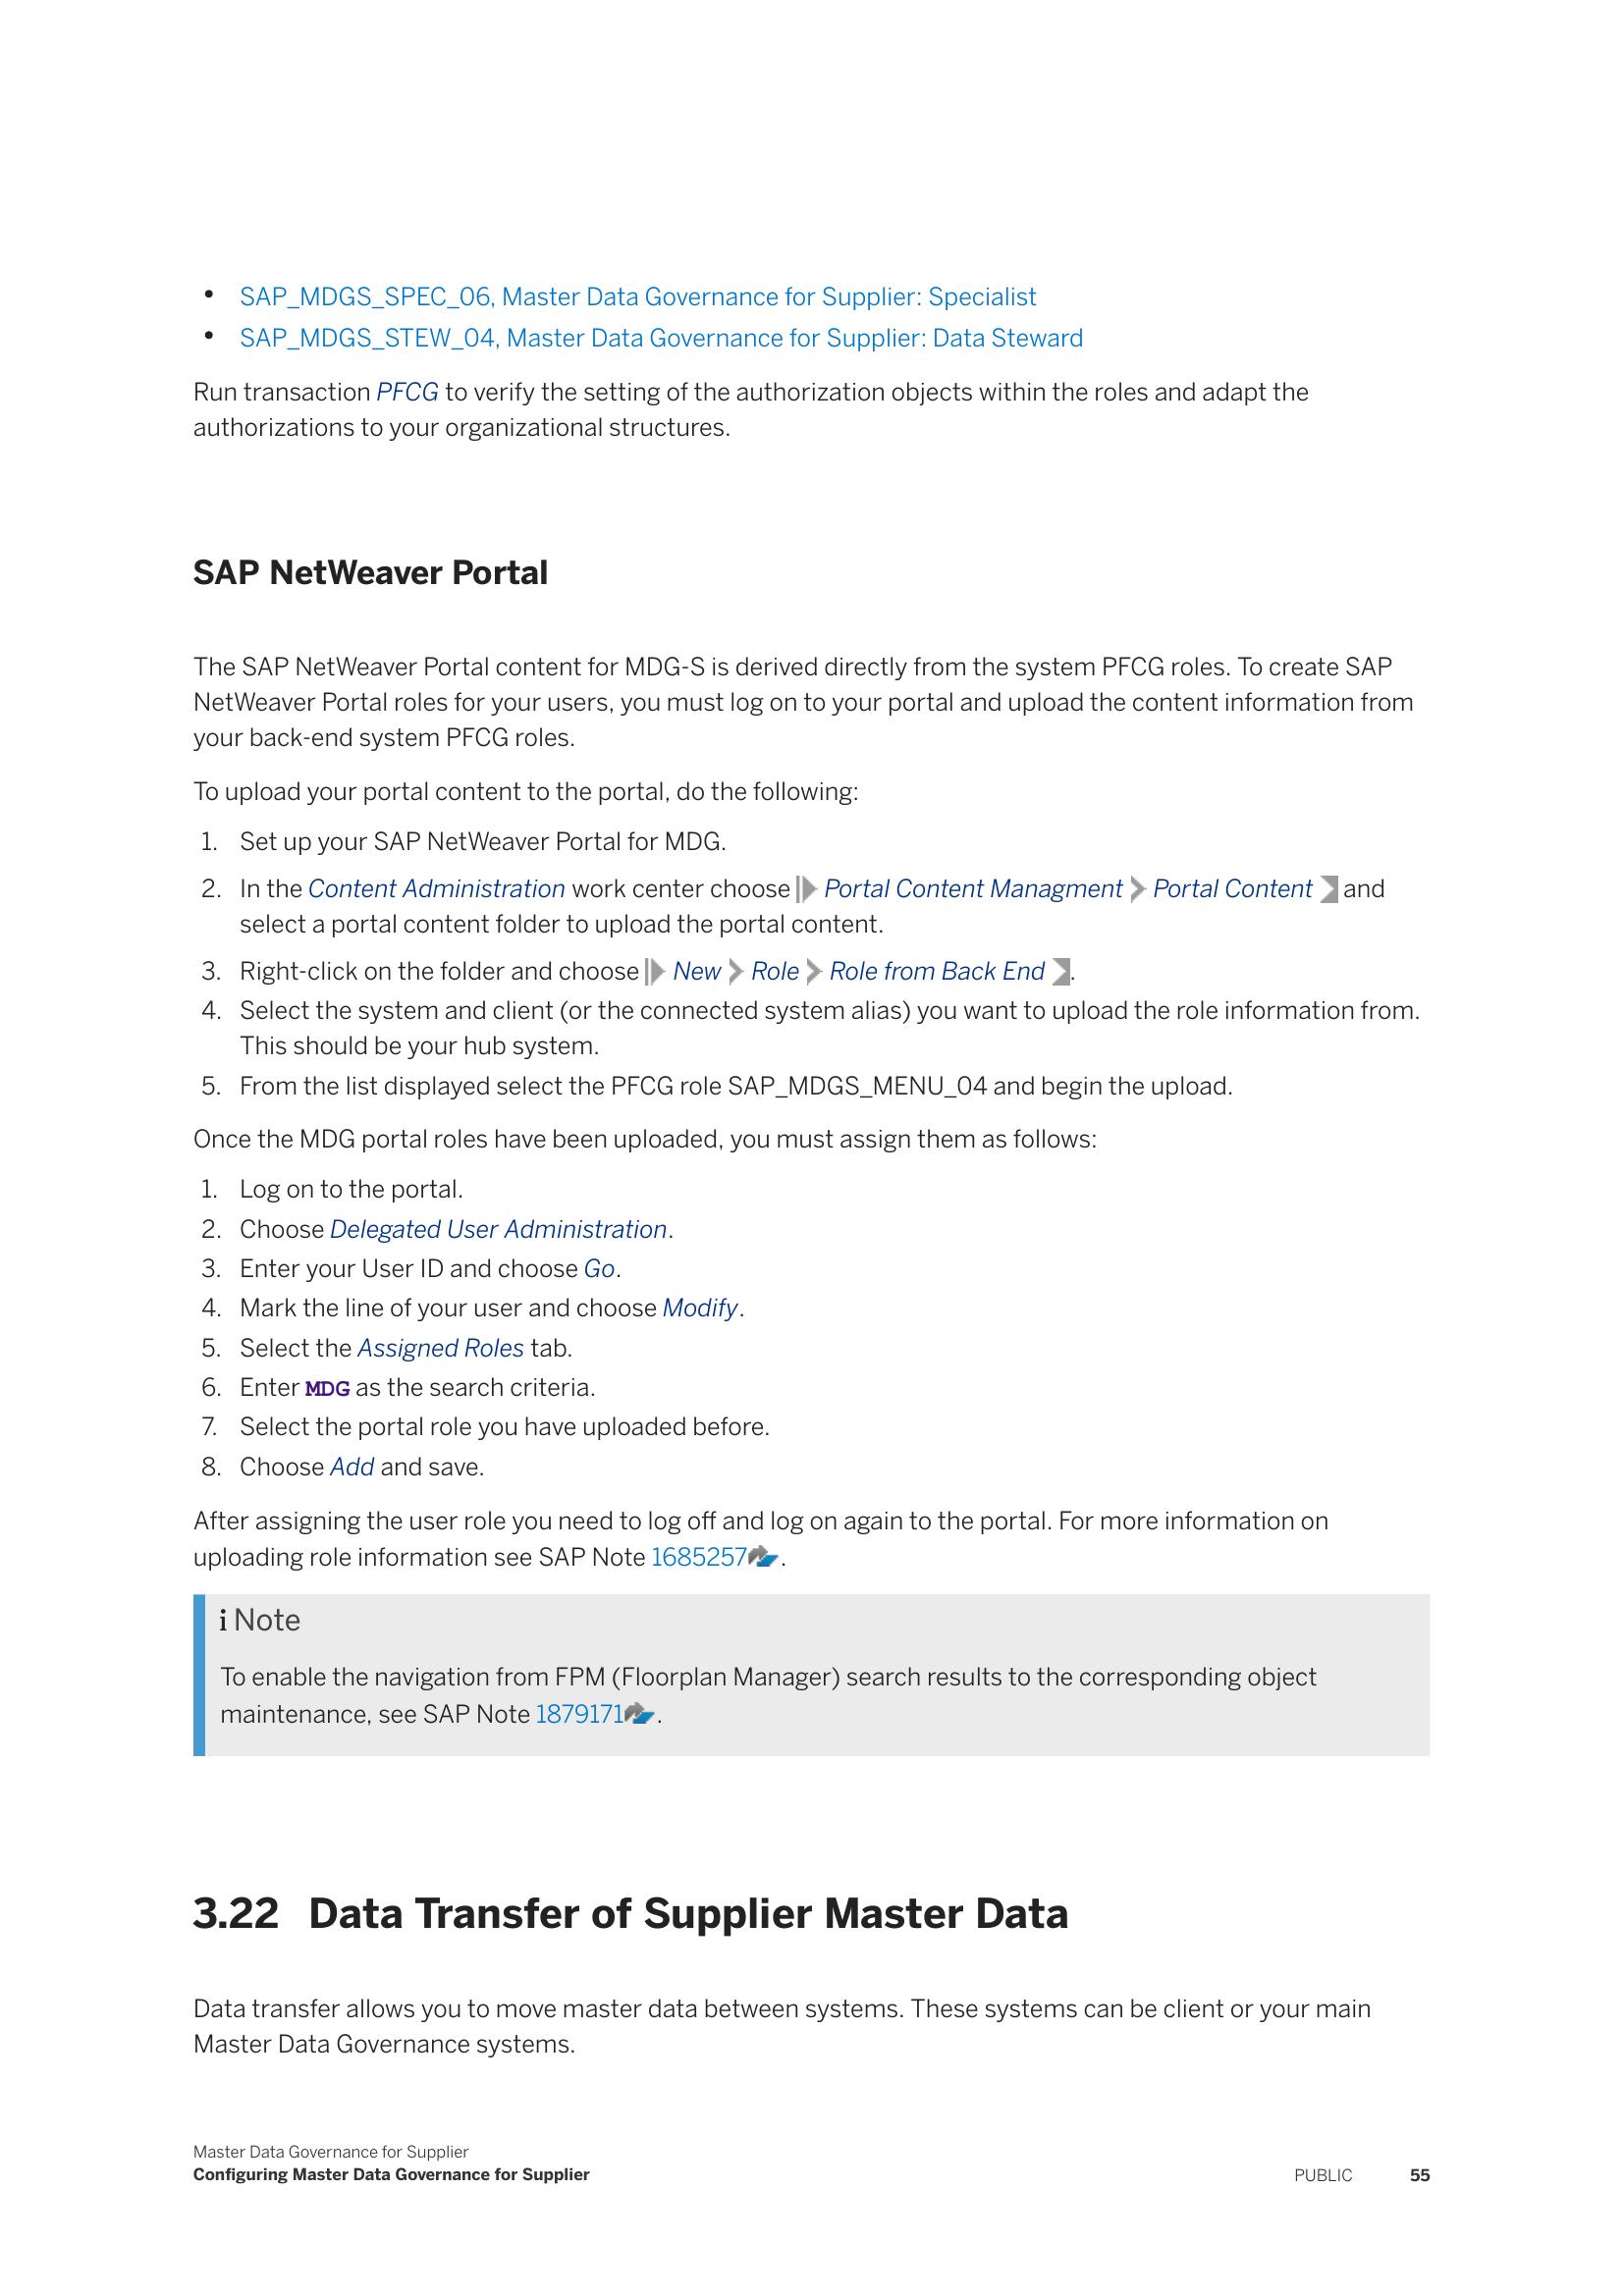 • SAP_MDGS_SPEC_06, Master Data Governance for Supplier: Specialist
• SAP_MDGS_STEW_04, Master Data Governance for Supplier: Data Steward
Run transaction PFCG to verify the setting of the authorization objects within the roles and adapt the
authorizations to your organizational structures.
SAP NetWeaver Portal
The SAP NetWeaver Portal content for MDG-S is derived directly from the system PFCG roles. To create SAP
NetWeaver Portal roles for your users, you must log on to your portal and upload the content information from
your back-end system PFCG roles.
To upload your portal content to the portal, do the following:
1. Set up your SAP NetWeaver Portal for MDG.
2. In the Content Administration work center choose Portal Content Managment Portal Content and
select a portal content folder to upload the portal content.
3. Right-click on the folder and choose New Role Role from Back End .
4. Select the system and client (or the connected system alias) you want to upload the role information from.
This should be your hub system.
5. From the list displayed select the PFCG role SAP_MDGS_MENU_04 and begin the upload.
Once the MDG portal roles have been uploaded, you must assign them as follows:
1. Log on to the portal.
2. Choose Delegated User Administration.
3. Enter your User ID and choose Go.
4. Mark the line of your user and choose Modify.
5. Select the Assigned Roles tab.
6. Enter MDG as the search criteria.
7. Select the portal role you have uploaded before.
8. Choose Add and save.
After assigning the user role you need to log off and log on again to the portal. For more information on
uploading role information see SAP Note 1685257 .
i Note
To enable the navigation from FPM (Floorplan Manager) search results to the corresponding object
maintenance, see SAP Note 1879171 .
3.22 Data Transfer of Supplier Master Data
Data transfer allows you to move master data between systems. These systems can be client or your main
Master Data Governance systems.
Master Data Governance for Supplier
Configuring Master Data Governance for Supplier PUBLIC 55